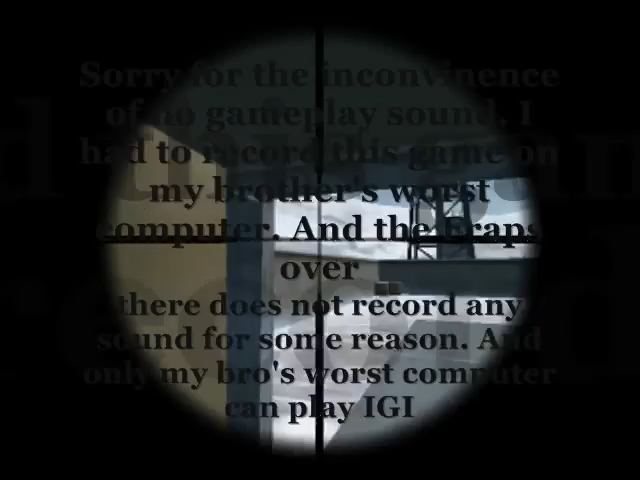 Sorry for the inconvinence
of no gameplay sound. I
had to record this game on
my brother's worst
computer. And the Fraps
over
there does not record any
sound for some reason. And
only my bro's worst computer
can play IGI